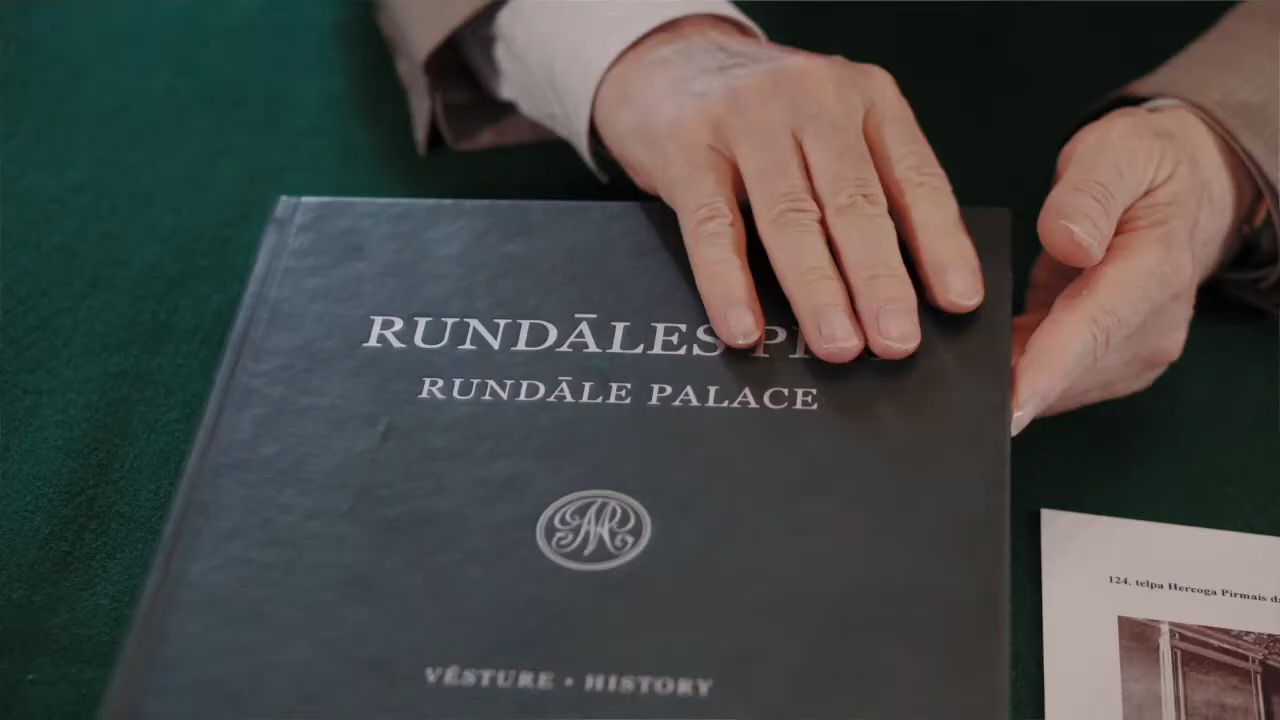 RUNDĀLES
RUNDĀLE PALACE
VĒSTURE • HISTORY
124. telpa Hercoga Pirmais